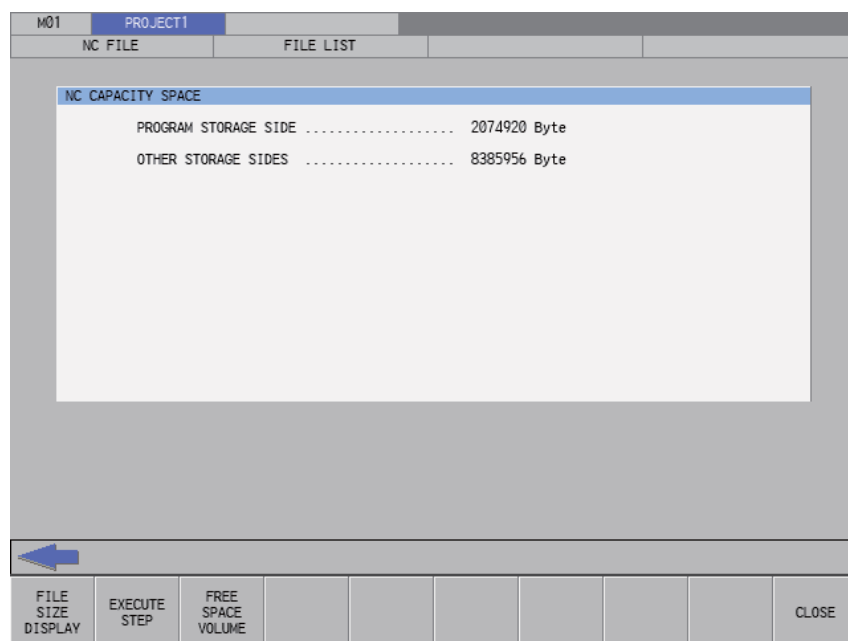 M01 PROJECT1
NC FILE FILE LIST
NC CAPACITY SPACE
PROGRAM STORAGE SIDE ................... 2074920 Byte
OTHER STORAGE SIDES ................... 8385956 Byte
FILE SIZE DISPLAY
EXECUTE STEP
FREE SPACE VOLUME
CLOSE